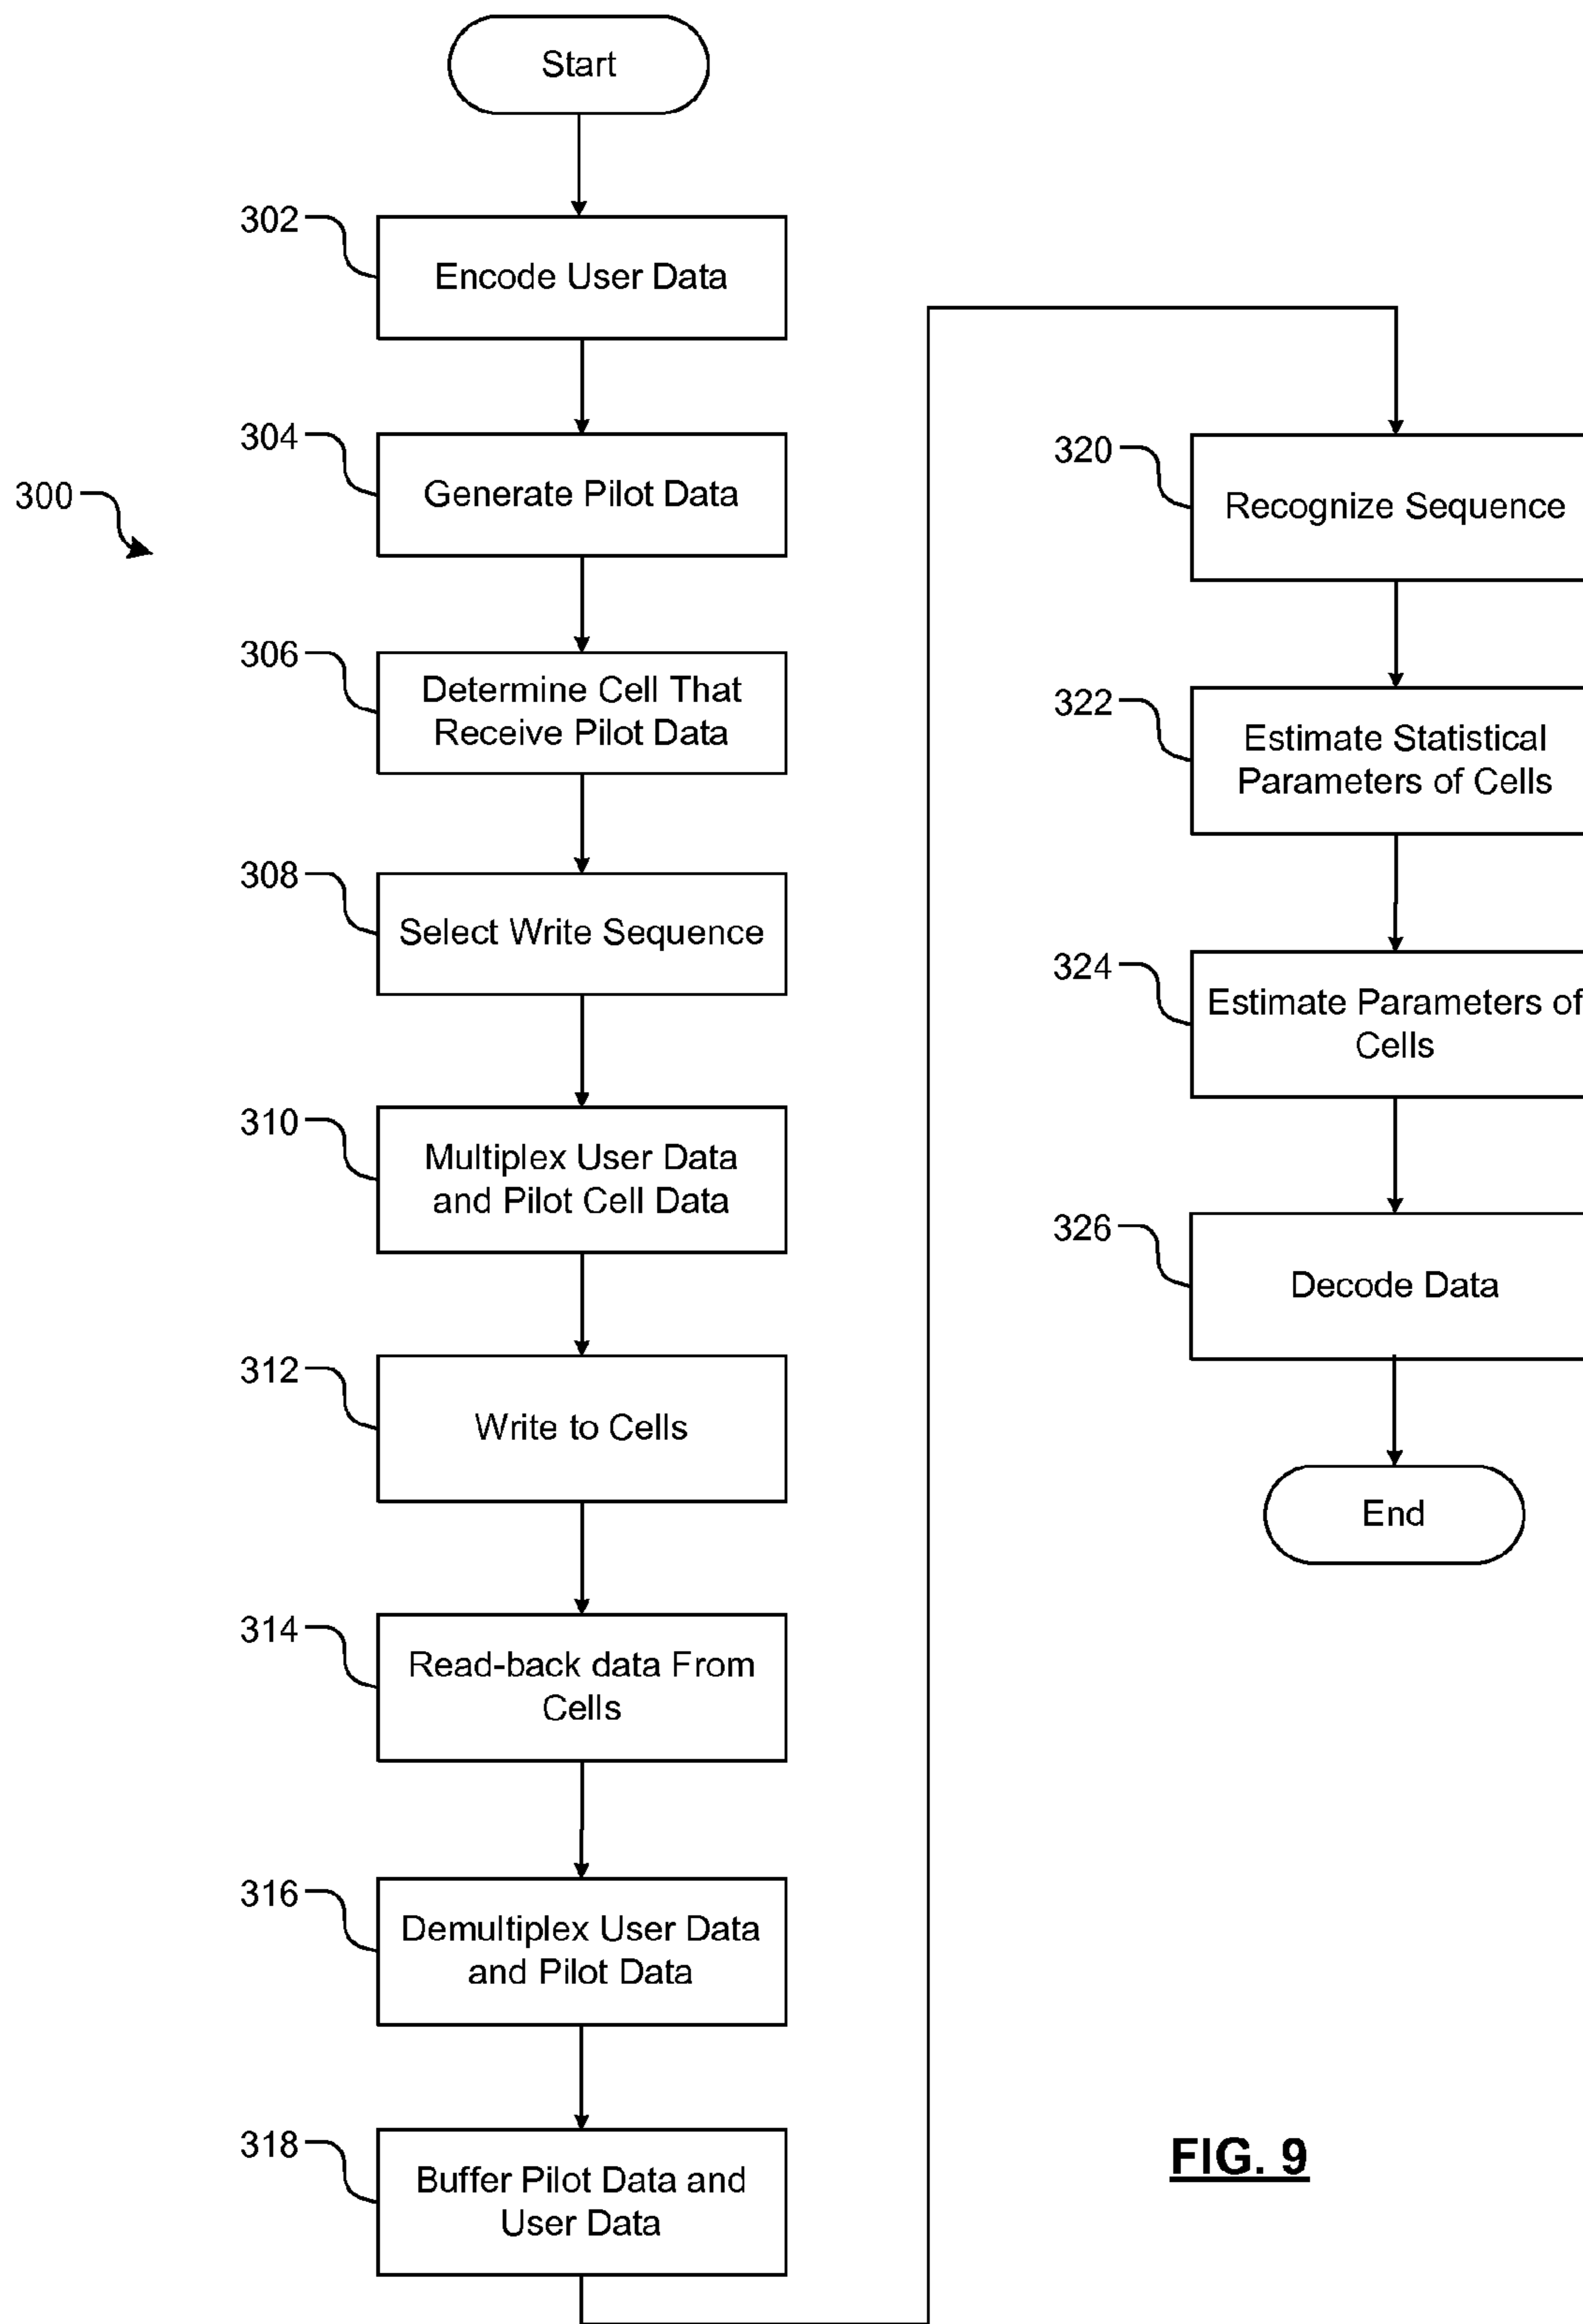 Start
302
Encode User Data
304
Generate Pilot Data
300
306
Determine Cell That
Receive Pilot Data
308
Select Write Sequence
310
Multiplex User Data
and Pilot Cell Data
312
Write to Cells
314
Read-back data From
Cells
316
Demultiplex User Data
and Pilot Data
318
Buffer Pilot Data and
User Data
320
Recognize Sequence
322
Estimate Statistical
Parameters of Cells
324
Estimate Parameters of
Cells
326
Decode Data
End
FIG. 9